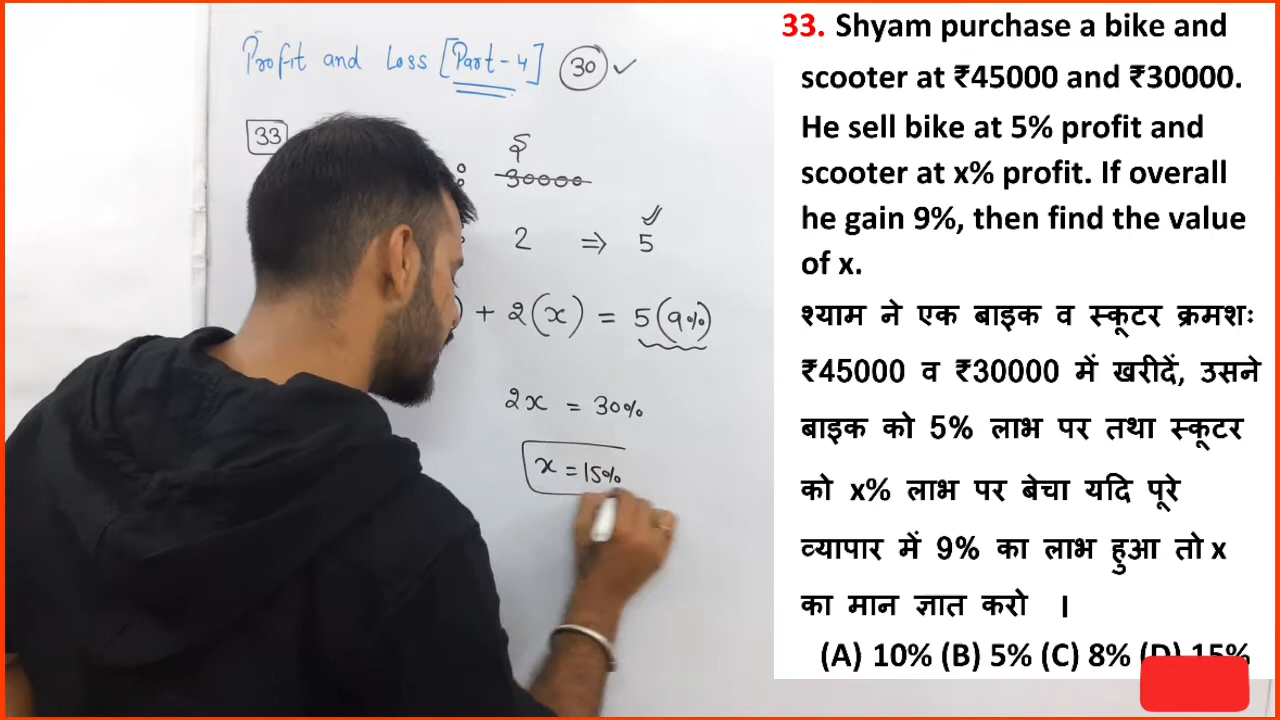 Profit and Loss [Part-4] 30 ✓
33
₹
: 30000
: 2 ⇒ 5
) + 2(x) = 5(9%)
2x = 30%
x = 15%
33. Shyam purchase a bike and
scooter at ₹45000 and ₹30000.
He sell bike at 5% profit and
scooter at x% profit. If overall
he gain 9%, then find the value
of x.
श्याम ने एक बाइक व स्कूटर क्रमशः
₹45000 व ₹30000 में खरीदें, उसने
बाइक को 5% लाभ पर तथा स्कूटर
को x% लाभ पर बेचा यदि पूरे
व्यापार में 9% का लाभ हुआ तो x
का मान ज्ञात करो ।
(A) 10% (B) 5% (C) 8% (D) 15%